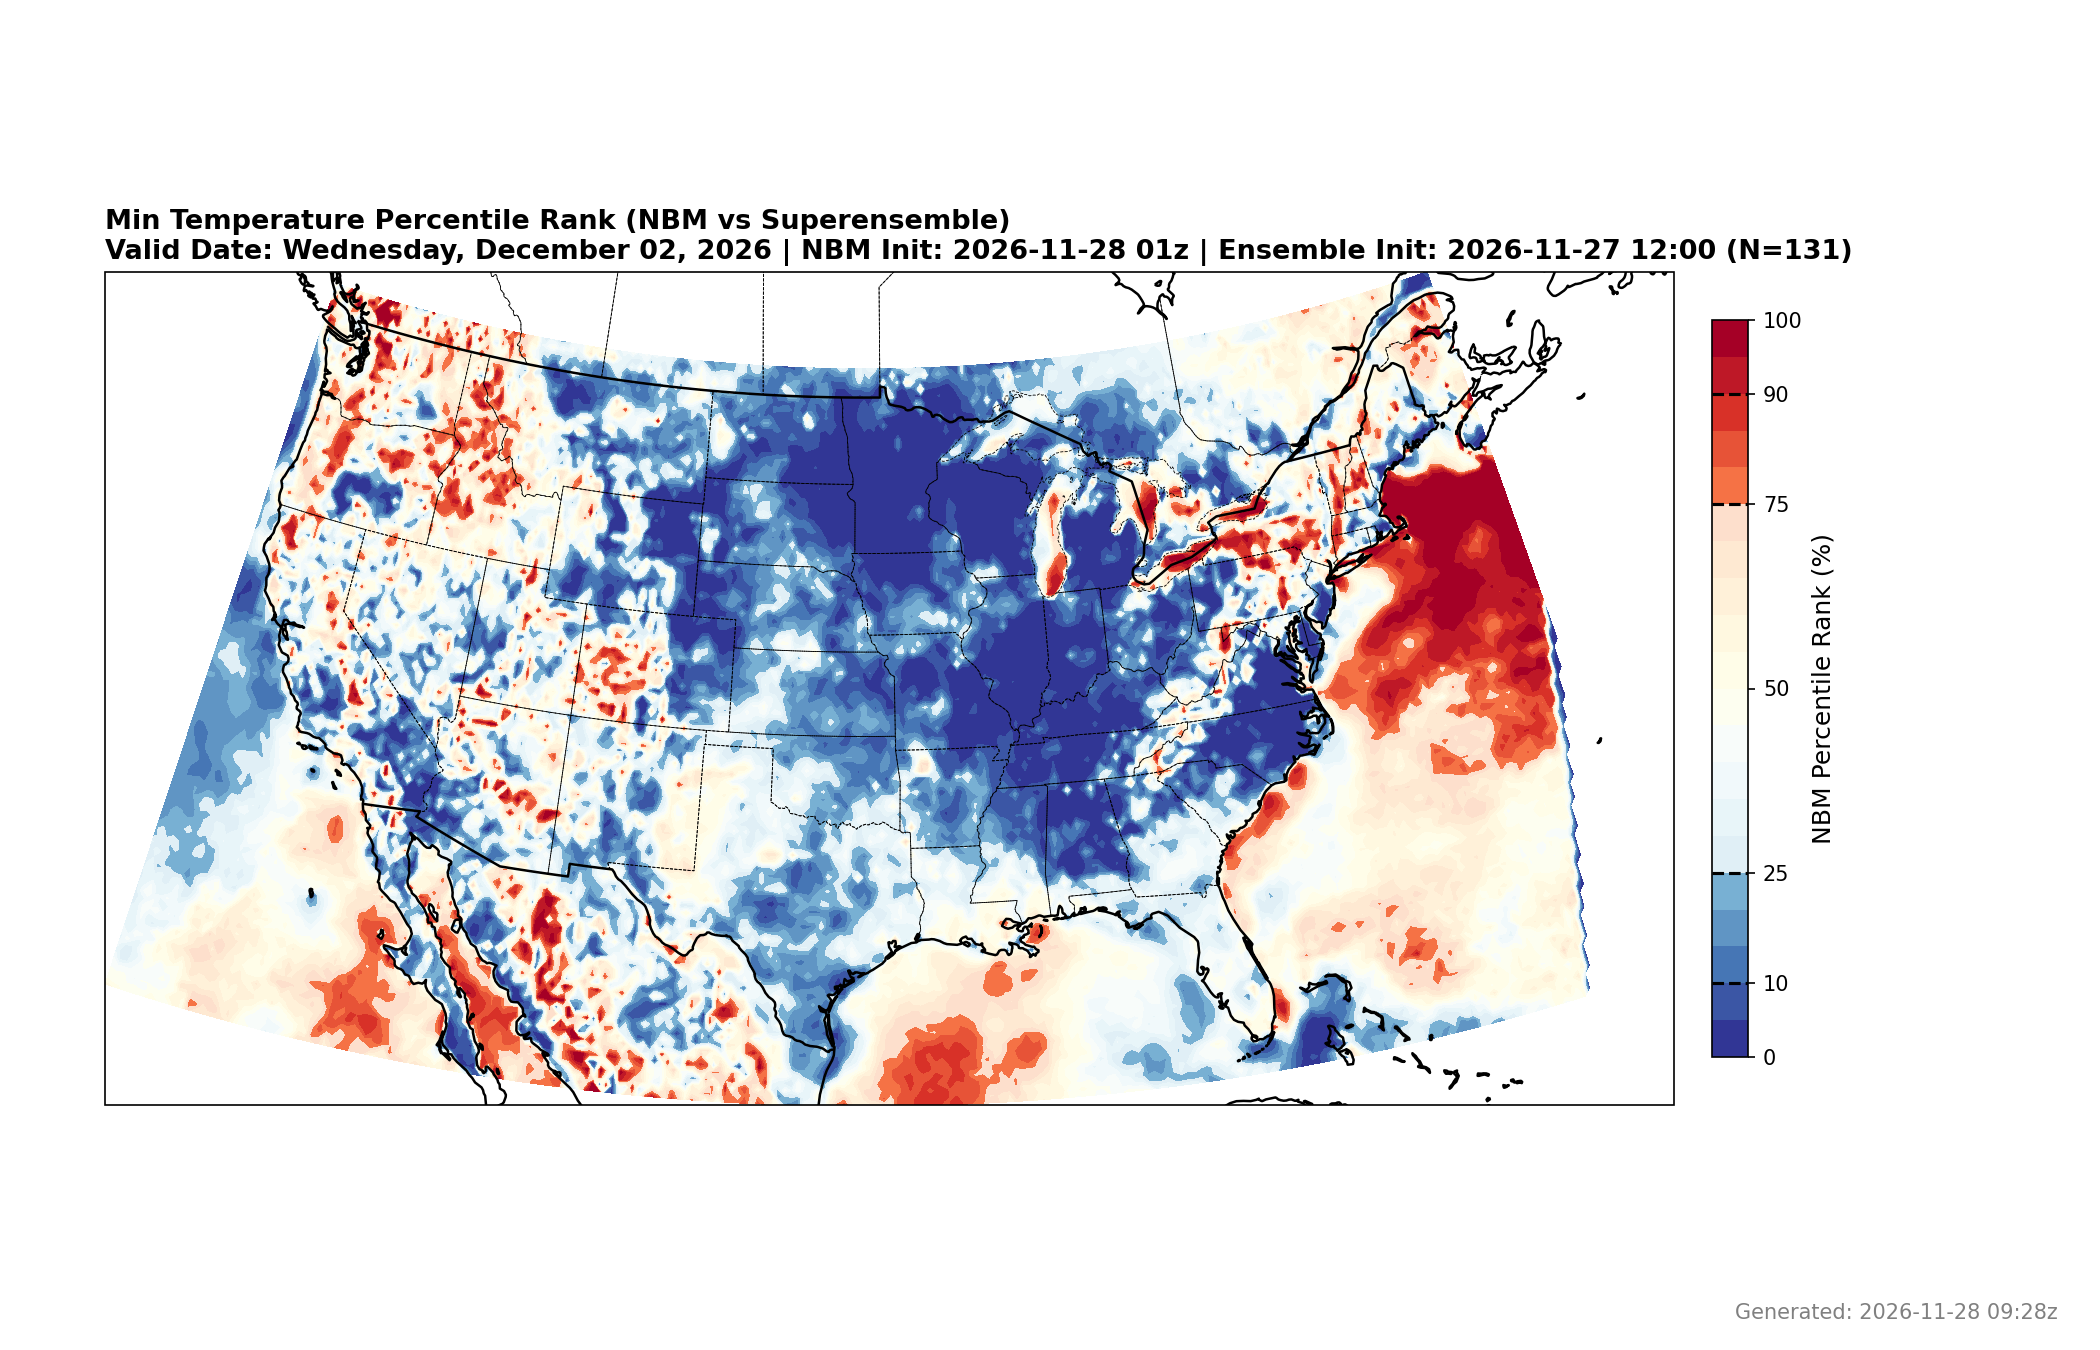 Min Temperature Percentile Rank (NBM vs Superensemble)
Valid Date: Wednesday, December 02, 2026 | NBM Init: 2026-11-28 01z | Ensemble Init: 2026-11-27 12:00 (N=131)
100
90
75
50
25
10
0
NBM Percentile Rank (%)
Generated: 2026-11-28 09:28z